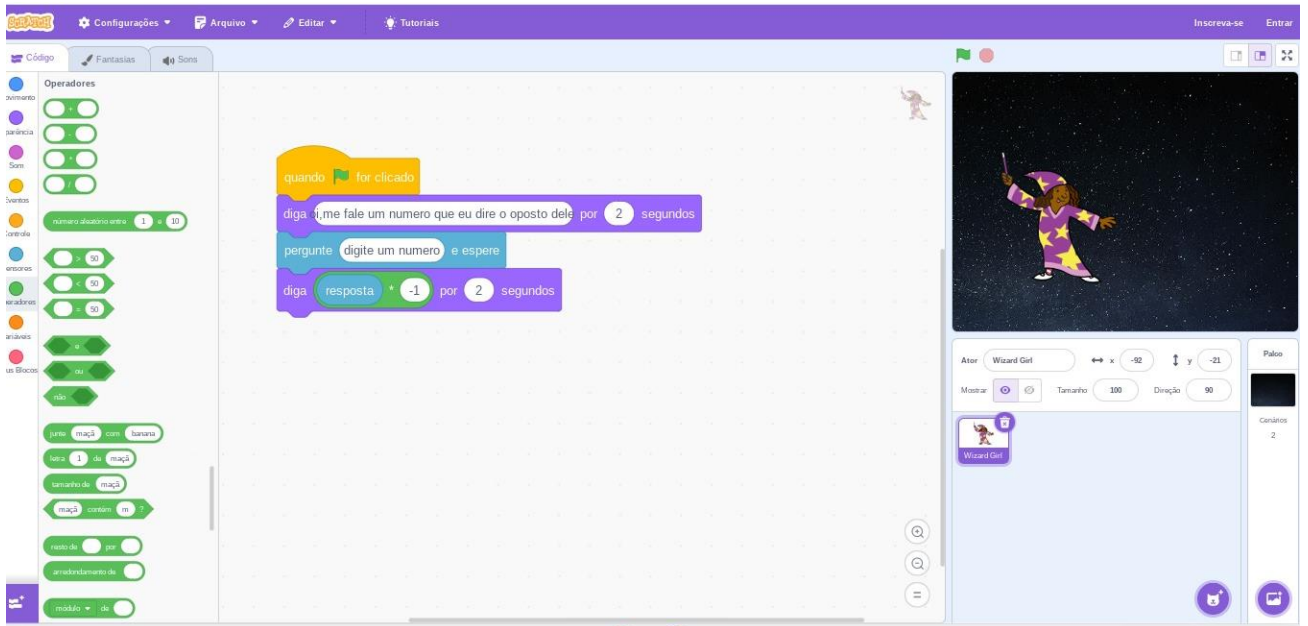 SCRATCH
Configurações
Arquivo
Editar
Tutoriais
Inscreva-se
Entrar
Código
Fantasias
Sons
Operadores
Som
+
-
*
/
número aleatório entre 1 e 10
> 50
< 50
= 50
e
ou
não
junte maçã com banana
letra 1 de maçã
tamanho de maçã
maçã contém m ?
resto de por
arredondamento de
módulo de
quando for clicado
diga oi,me fale um numero que eu dire o oposto dele por 2 segundos
pergunte digite um numero e espere
diga resposta * -1 por 2 segundos
Ator Wizard Girl x -92 y -21
Mostrar Tamanho 100 Direção 90
Wizard Girl
Palco
Cenários
2